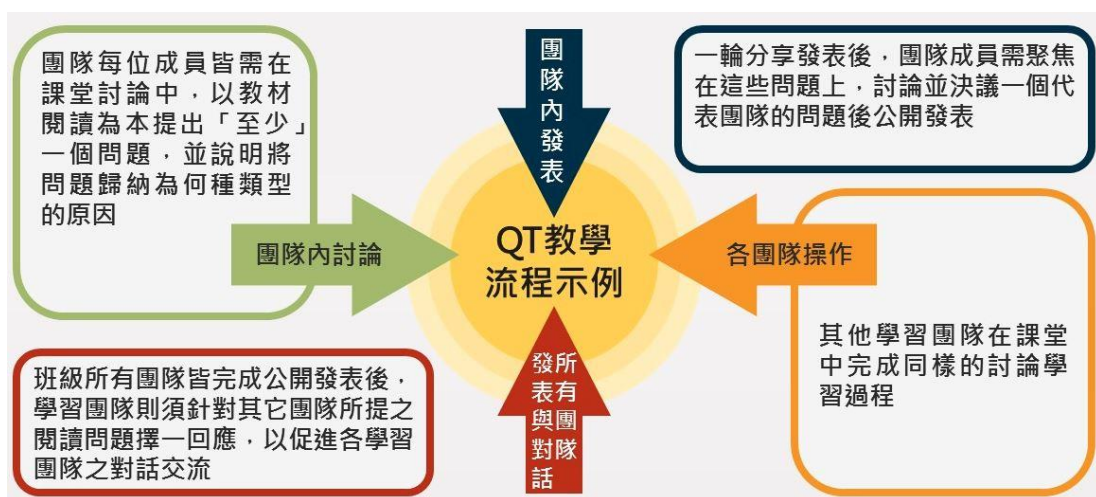 團隊每位成員皆需在
課堂討論中，以教材
閱讀為本提出「至少」
一個問題，並說明將
問題歸納為何種類型
的原因
團隊內討論
團隊內發表
一輪分享發表後，團隊成員需聚焦
在這些問題上，討論並決議一個代
表團隊的問題後公開發表
QT教學
流程示例
各團隊操作
其他學習團隊在課堂
中完成同樣的討論學
習過程
班級所有團隊皆完成公開發表後，
學習團隊則須針對其它團隊所提之
閱讀問題擇一回應，以促進各學習
團隊之對話交流
所有團隊
發表與對話